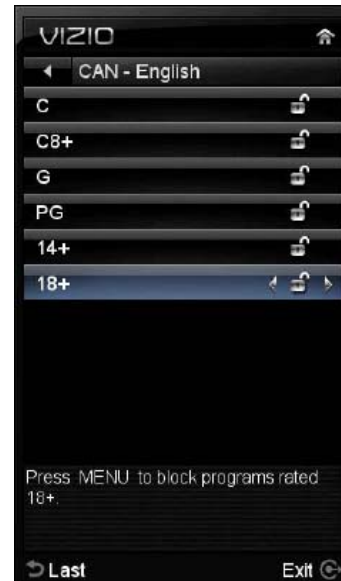 VIZIO
CAN - English
C
C8+
G
PG
14+
18+
Press MENU to block programs rated
18+.
Last Exit